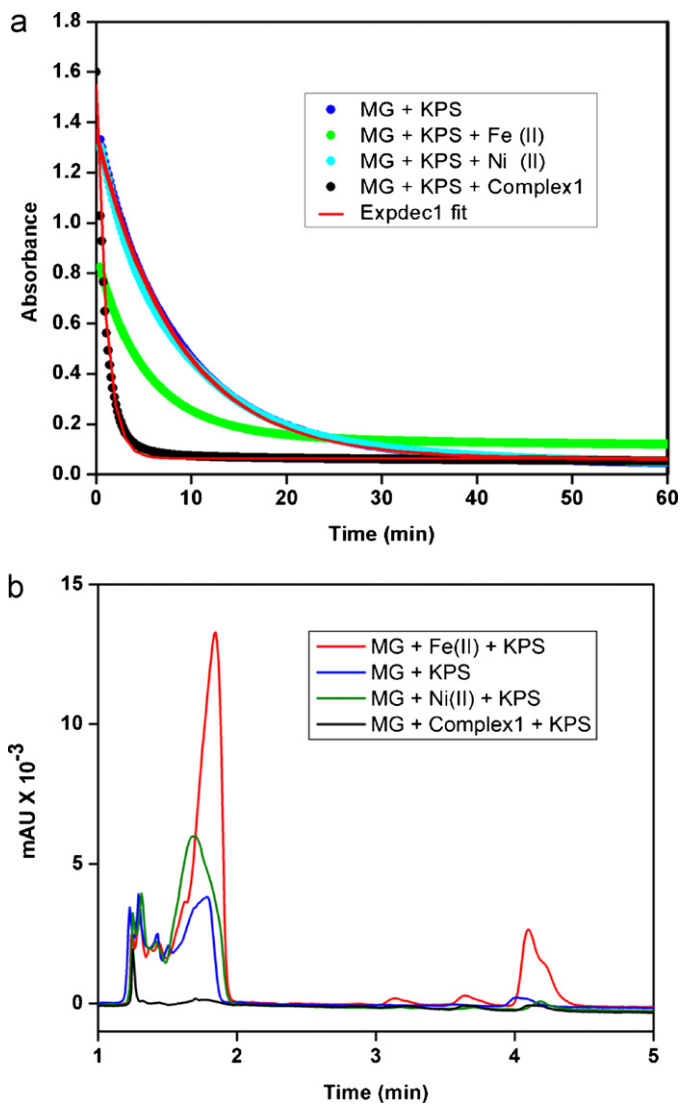 a
1.8
1.6
1.4
1.2
1.0
0.8
0.6
0.4
0.2
0.0
Absorbance
MG + KPS
MG + KPS + Fe (II)
MG + KPS + Ni (II)
MG + KPS + Complex1
Expdec1 fit
0 10 20 30 40 50 60
Time (min)
b
15
10
5
0
mAU X 10⁻³
MG + Fe(II) + KPS
MG + KPS
MG + Ni(II) + KPS
MG + Complex1 + KPS
1 2 3 4 5
Time (min)